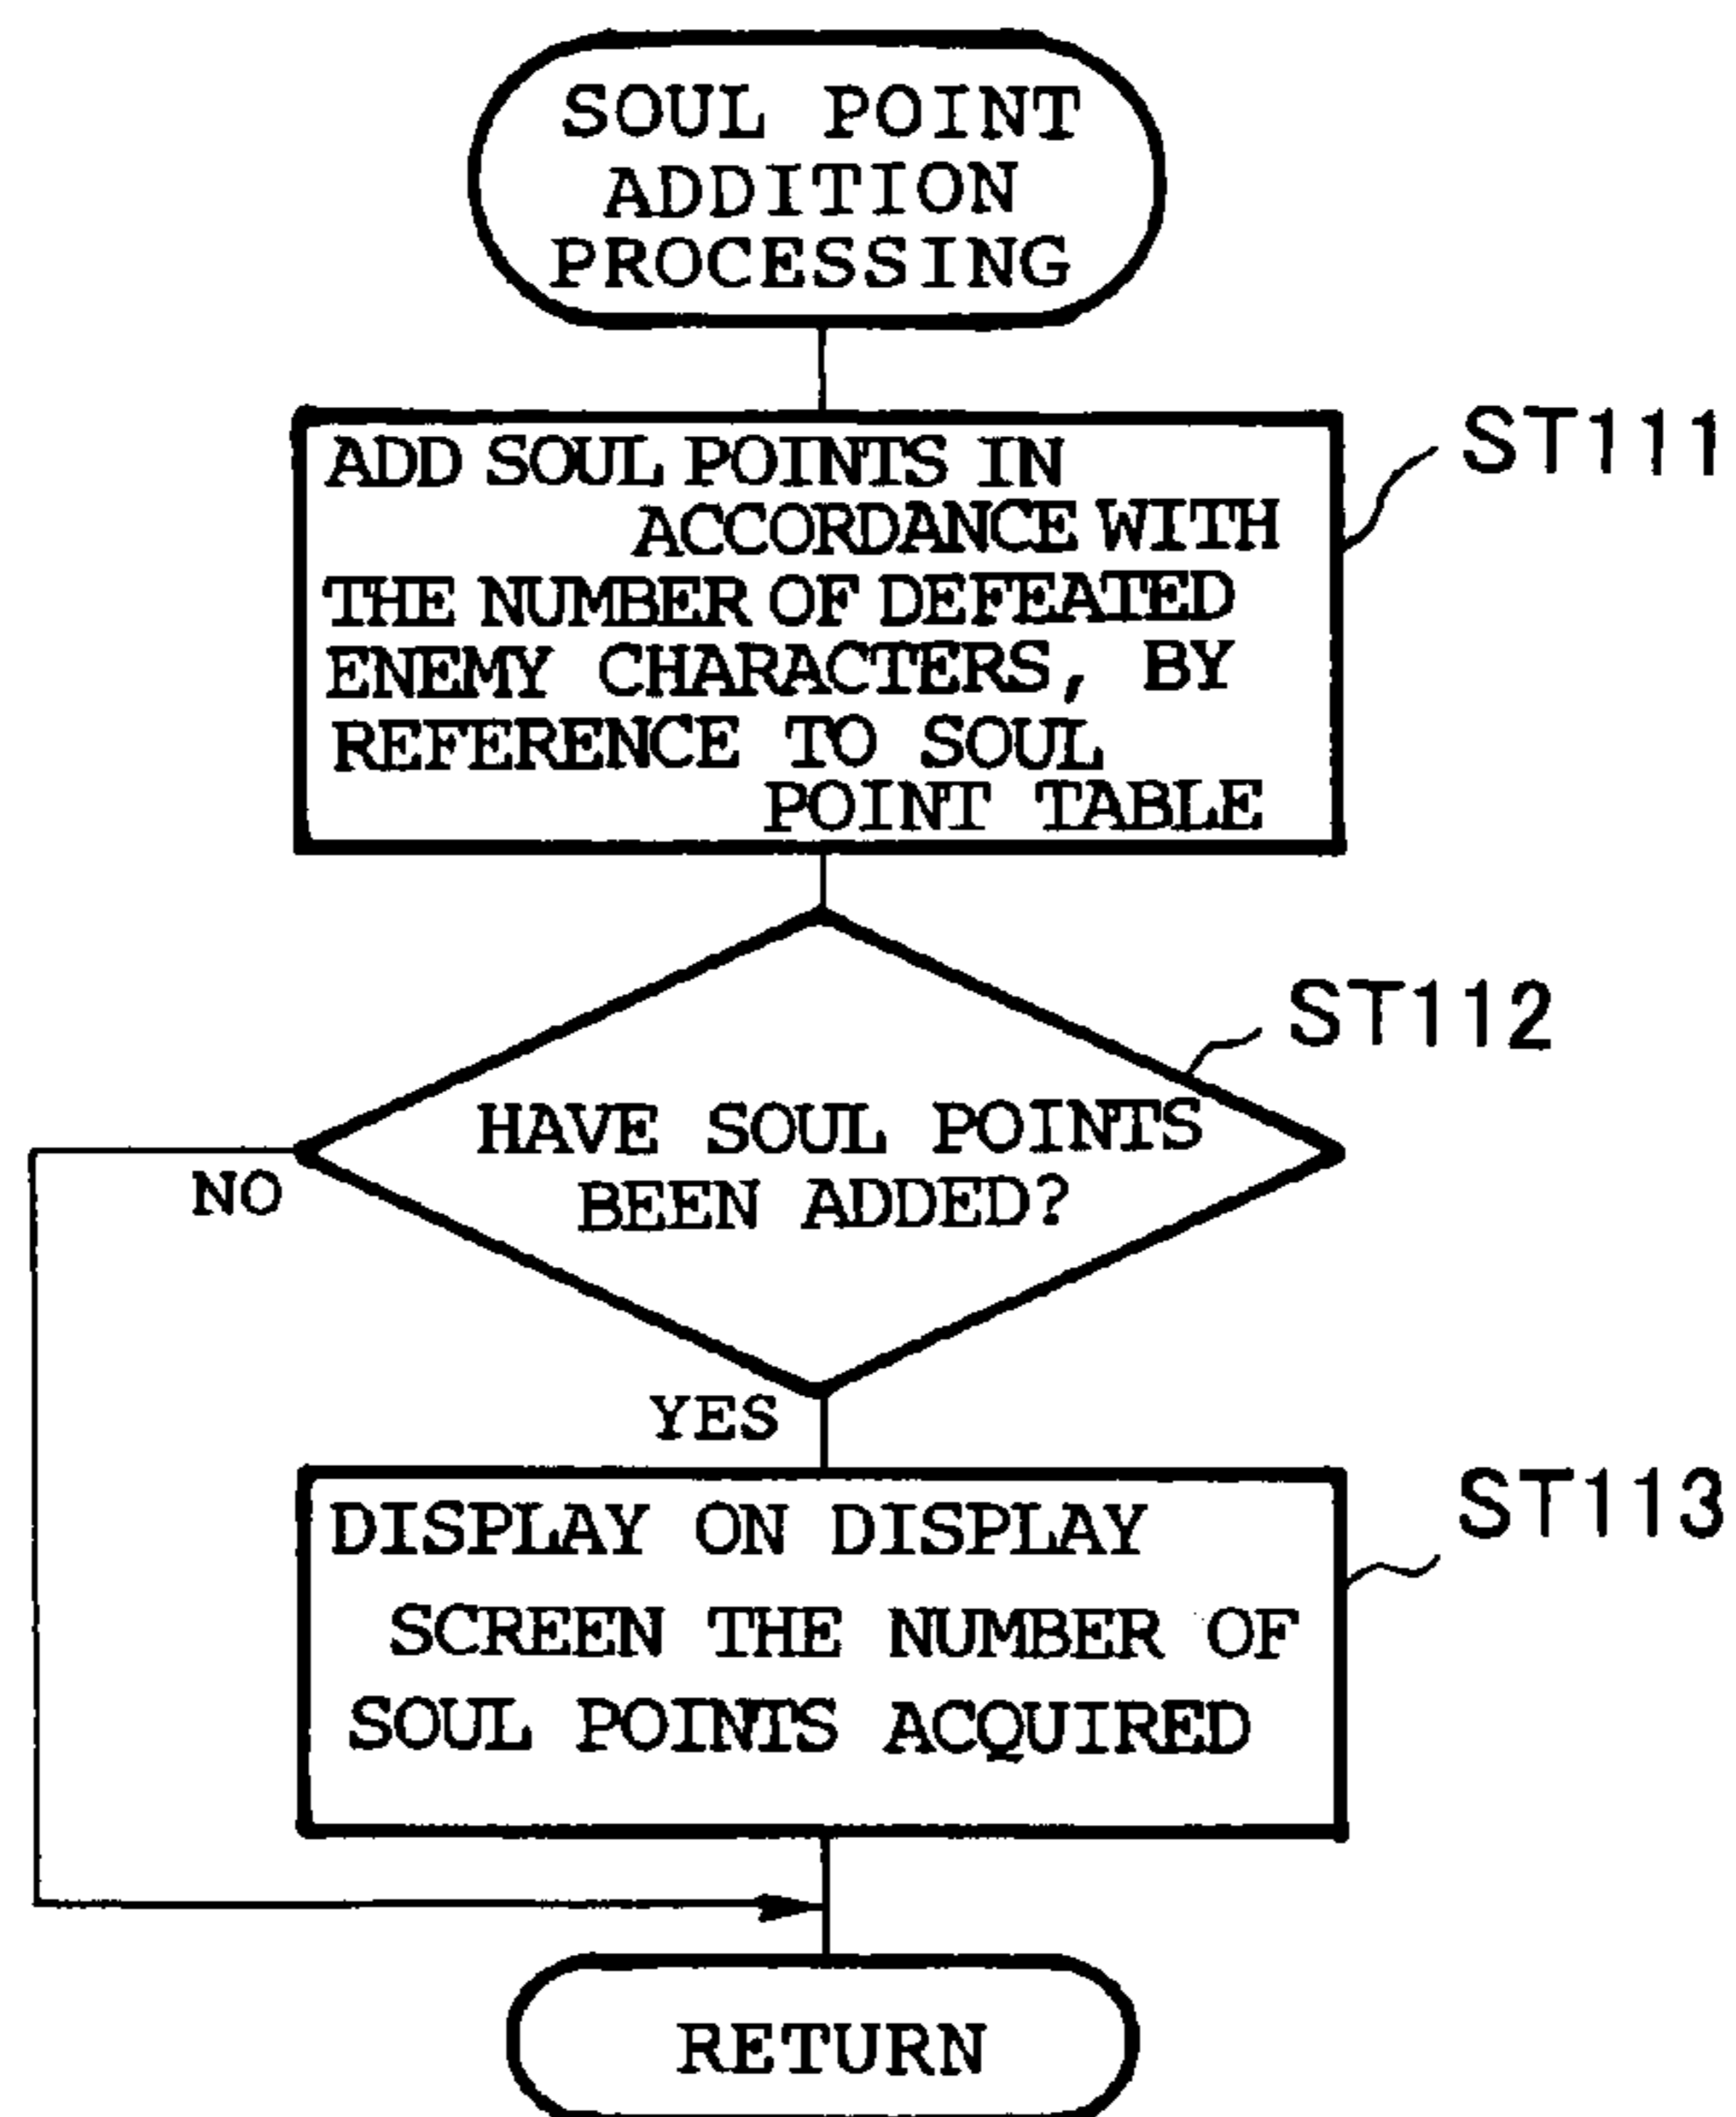 SOUL POINT
ADDITION
PROCESSING
ST111
ADD SOUL POINTS IN
ACCORDANCE WITH
THE NUMBER OF DEFEATED
ENEMY CHARACTERS, BY
REFERENCE TO SOUL
POINT TABLE
ST112
HAVE SOUL POINTS
BEEN ADDED?
NO
YES
ST113
DISPLAY ON DISPLAY
SCREEN THE NUMBER OF
SOUL POINTS ACQUIRED
RETURN